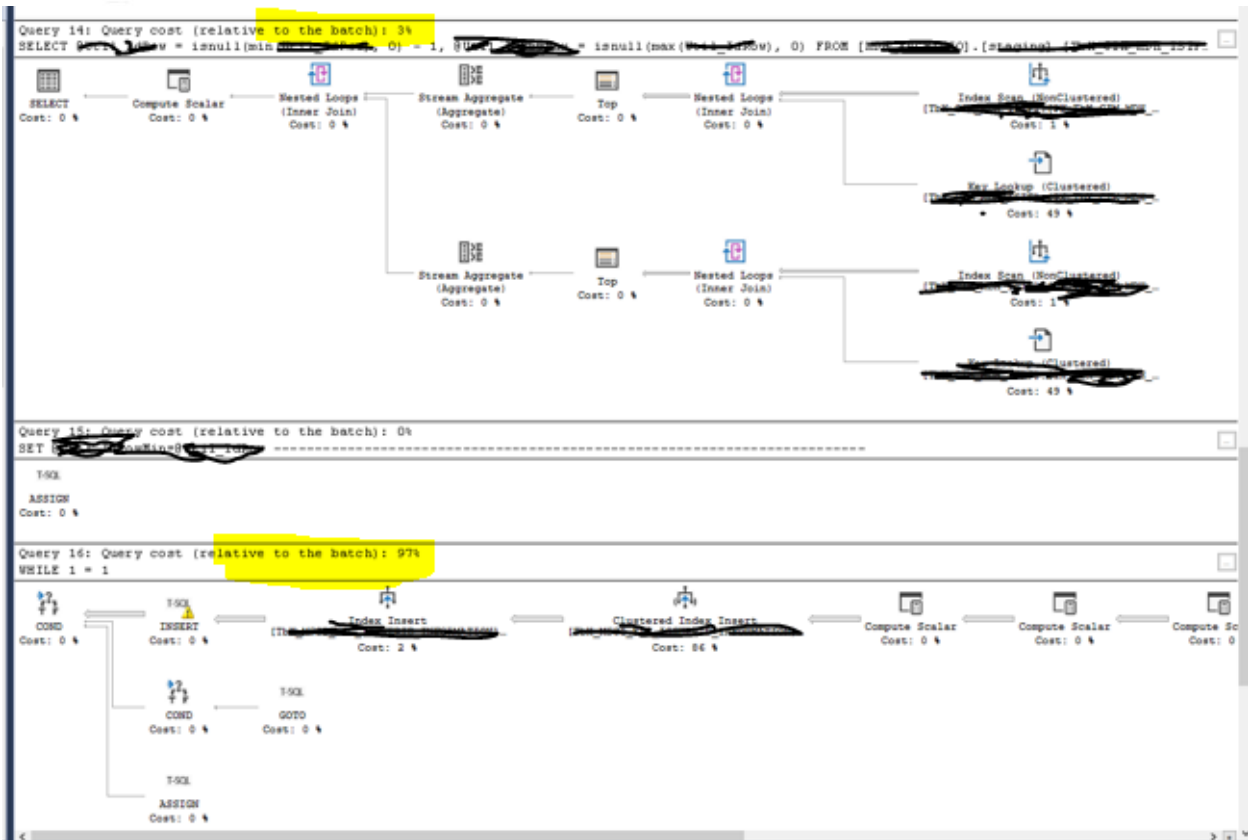 Query 14: Query cost (relative to the batch): 3%
SELECT = isnull(min 0) - 1, = isnull(max( IdRow), 0) FROM [ ].[staging].
SELECT
Cost: 0 %
Compute Scalar
Cost: 0 %
Nested Loops
(Inner Join)
Cost: 0 %
Stream Aggregate
(Aggregate)
Cost: 0 %
Top
Cost: 0 %
Nested Loops
(Inner Join)
Cost: 0 %
Index Scan (NonClustered)
Cost: 1 %
Key Lookup (Clustered)
Cost: 49 %
Stream Aggregate
(Aggregate)
Cost: 0 %
Top
Cost: 0 %
Nested Loops
(Inner Join)
Cost: 0 %
Index Scan (NonClustered)
Cost: 1 %
(Clustered)
Cost: 49 %
Query 15: Query cost (relative to the batch): 0%
SET -------------------------------------------------------------------------
T-SQL
ASSIGN
Cost: 0 %
Query 16: Query cost (relative to the batch): 97%
WHILE 1 = 1
COND
Cost: 0 %
T-SQL
INSERT
Cost: 0 %
Index Insert
Cost: 2 %
Clustered Index Insert
Cost: 86 %
Compute Scalar
Cost: 0 %
Compute Scalar
Cost: 0 %
Compute Sc
Cost: 0
COND
Cost: 0 %
T-SQL
GOTO
Cost: 0 %
T-SQL
ASSIGN
Cost: 0 %